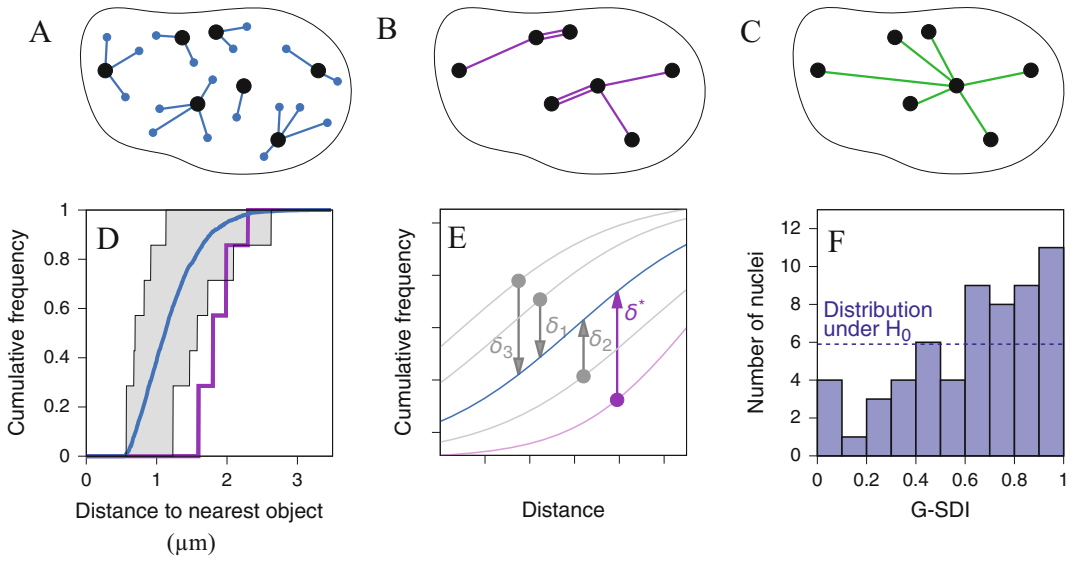 A
B
C
D
Cumulative frequency
1
0.8
0.6
0.4
0.2
0
0
1
2
3
Distance to nearest object
(µm)
E
Cumulative frequency
δ3
δ1
δ2
δ*
Distance
F
Number of nuclei
12
10
8
6
4
2
0
Distribution
under H0
0
0.2
0.4
0.6
0.8
1
G-SDI